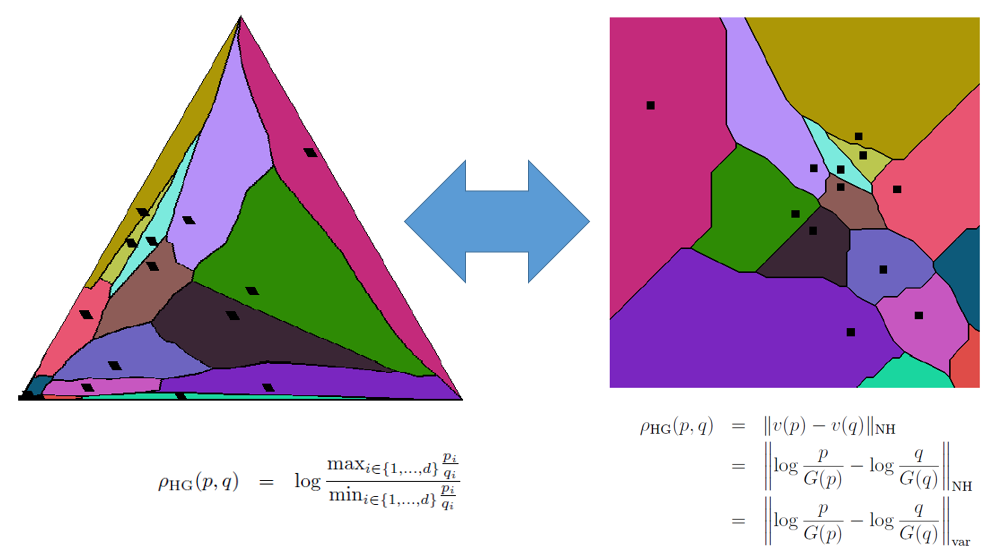 ρ_HG(p, q) = log max_{i∈{1,...,d}} p_i/q_i / min_{i∈{1,...,d}} p_i/q_i
ρ_HG(p, q) = ‖v(p) − v(q)‖_NH
= ‖log p/G(p) − log q/G(q)‖_NH
= ‖log p/G(p) − log q/G(q)‖_var